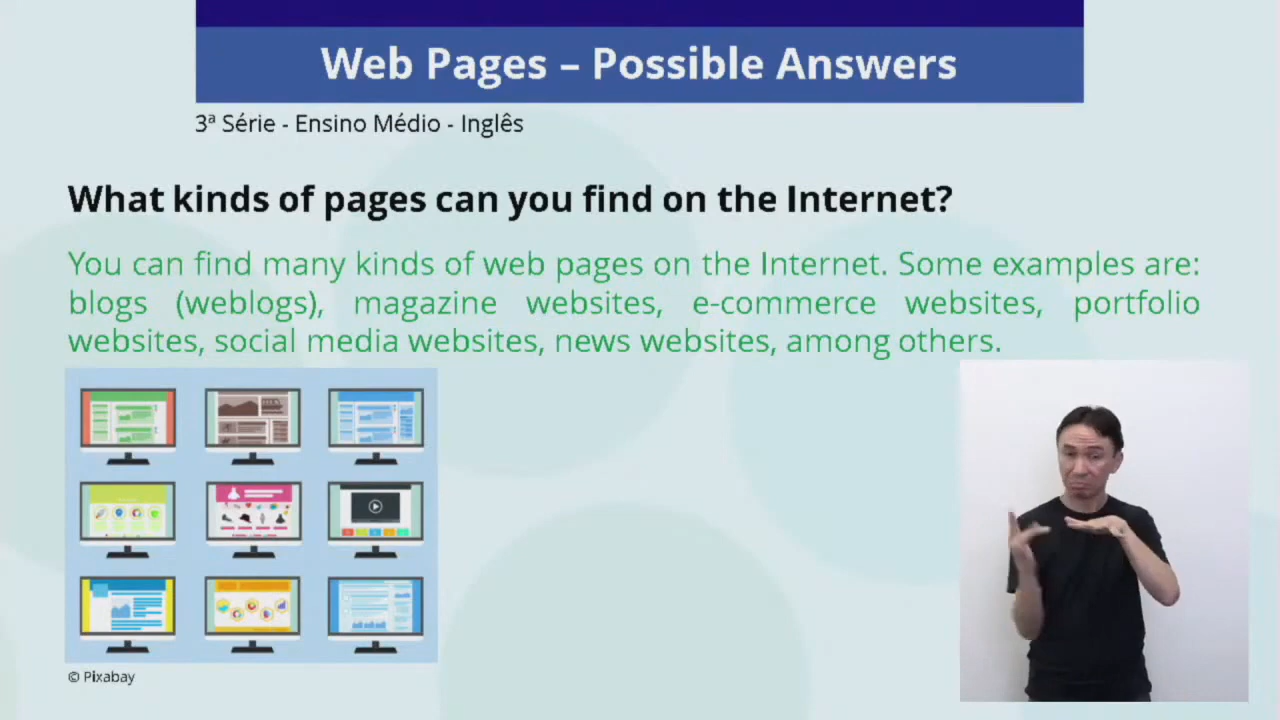 Web Pages – Possible Answers
3ª Série - Ensino Médio - Inglês
What kinds of pages can you find on the Internet?
You can find many kinds of web pages on the Internet. Some examples are:
blogs (weblogs), magazine websites, e-commerce websites, portfolio
websites, social media websites, news websites, among others.
© Pixabay